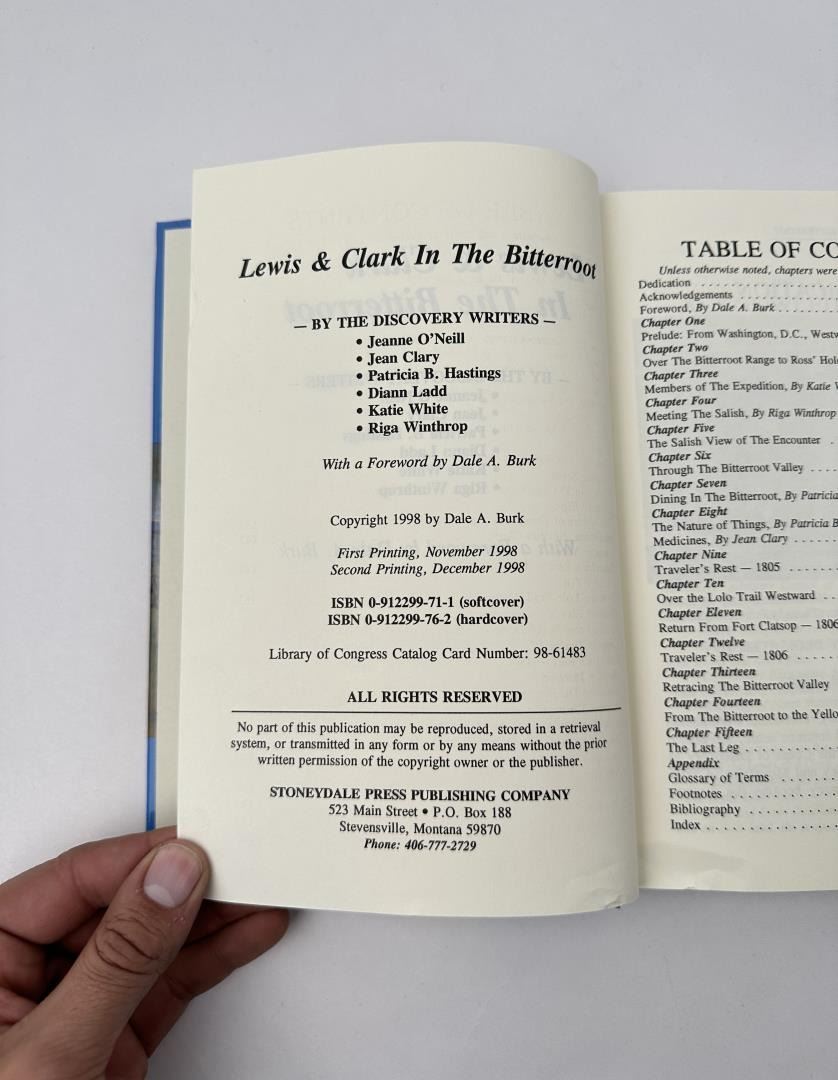 Lewis & Clark In The Bitterroot
— BY THE DISCOVERY WRITERS —
• Jeanne O'Neill
• Jean Clary
• Patricia B. Hastings
• Diann Ladd
• Katie White
• Riga Winthrop
With a Foreword by Dale A. Burk
Copyright 1998 by Dale A. Burk
First Printing, November 1998
Second Printing, December 1998
ISBN 0-912299-71-1 (softcover)
ISBN 0-912299-76-2 (hardcover)
Library of Congress Catalog Card Number: 98-61483
ALL RIGHTS RESERVED
No part of this publication may be reproduced, stored in a retrieval
system, or transmitted in any form or by any means without the prior
written permission of the copyright owner or the publisher.
STONEYDALE PRESS PUBLISHING COMPANY
523 Main Street • P.O. Box 188
Stevensville, Montana 59870
Phone: 406-777-2729
TABLE OF CO
Unless otherwise noted, chapters were
Dedication . . . . . . . . . . . . . . . .
Acknowledgements . . . . . . . . . . . .
Foreword, By Dale A. Burk . . . . . . .
Chapter One
Prelude: From Washington, D.C., Westw
Chapter Two
Over The Bitterroot Range to Ross' Hol
Chapter Three
Members of The Expedition, By Katie W
Chapter Four
Meeting The Salish, By Riga Winthrop
Chapter Five
The Salish View of The Encounter .
Chapter Six
Through The Bitterroot Valley . . . .
Chapter Seven
Dining In The Bitterroot, By Patricia
Chapter Eight
The Nature of Things, By Patricia B
Medicines, By Jean Clary . . . . . .
Chapter Nine
Traveler's Rest — 1805 . . . . . . .
Chapter Ten
Over the Lolo Trail Westward . .
Chapter Eleven
Return From Fort Clatsop — 1806
Chapter Twelve
Traveler's Rest — 1806 . . . . .
Chapter Thirteen
Retracing The Bitterroot Valley
Chapter Fourteen
From The Bitterroot to the Yello
Chapter Fifteen
The Last Leg . . . . . . . . . . .
Appendix
Glossary of Terms . . . . . . .
Footnotes . . . . . . . . . . . .
Bibliography . . . . . . . . . .
Index . . . . . . . . . . . . . .